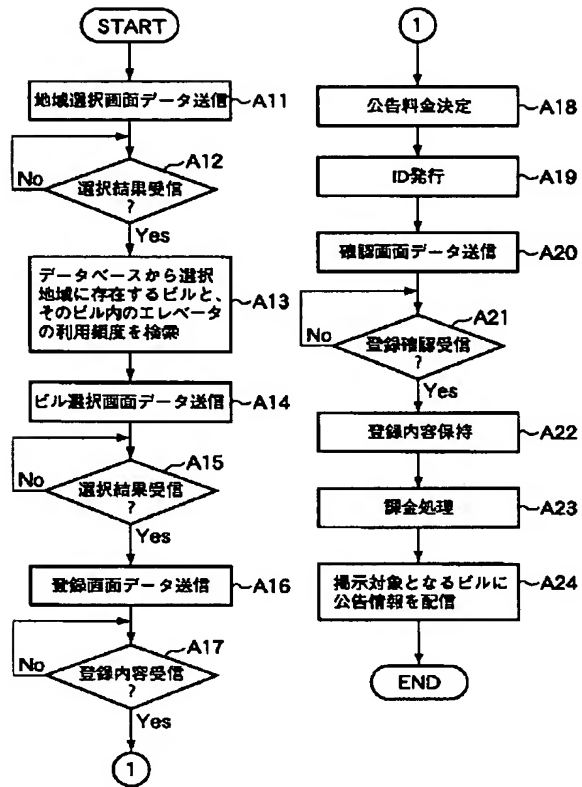 START
地域選択画面データ送信
A11
A12
No
選択結果受信
?
Yes
データベースから選択
地域に存在するビルと、
そのビル内のエレベータ
の利用頻度を検索
A13
ビル選択画面データ送信
A14
A15
No
選択結果受信
?
Yes
登録画面データ送信
A16
A17
No
登録内容受信
?
Yes
1
1
公告料金決定
A18
ID発行
A19
確認画面データ送信
A20
A21
No
登録確認受信
?
Yes
登録内容保持
A22
課金処理
A23
掲示対象となるビルに
公告情報を配信
A24
END